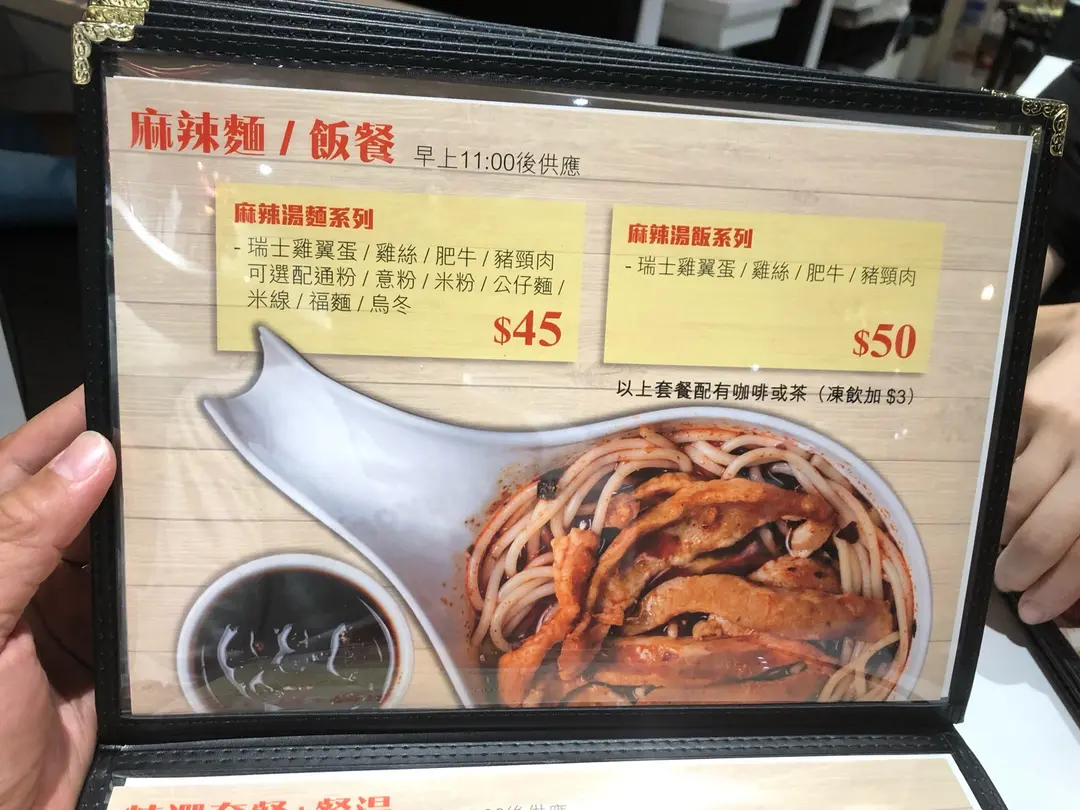 麻辣麵 / 飯餐 早上11:00後供應
麻辣湯麵系列
- 瑞士雞翼蛋 / 雞絲 / 肥牛 / 豬頸肉
可選配通粉 / 意粉 / 米粉 / 公仔麵 /
米線 / 福麵 / 烏冬
$45
麻辣湯飯系列
- 瑞士雞翼蛋 / 雞絲 / 肥牛 / 豬頸肉
$50
以上套餐配有咖啡或茶（凍飲加 $3）